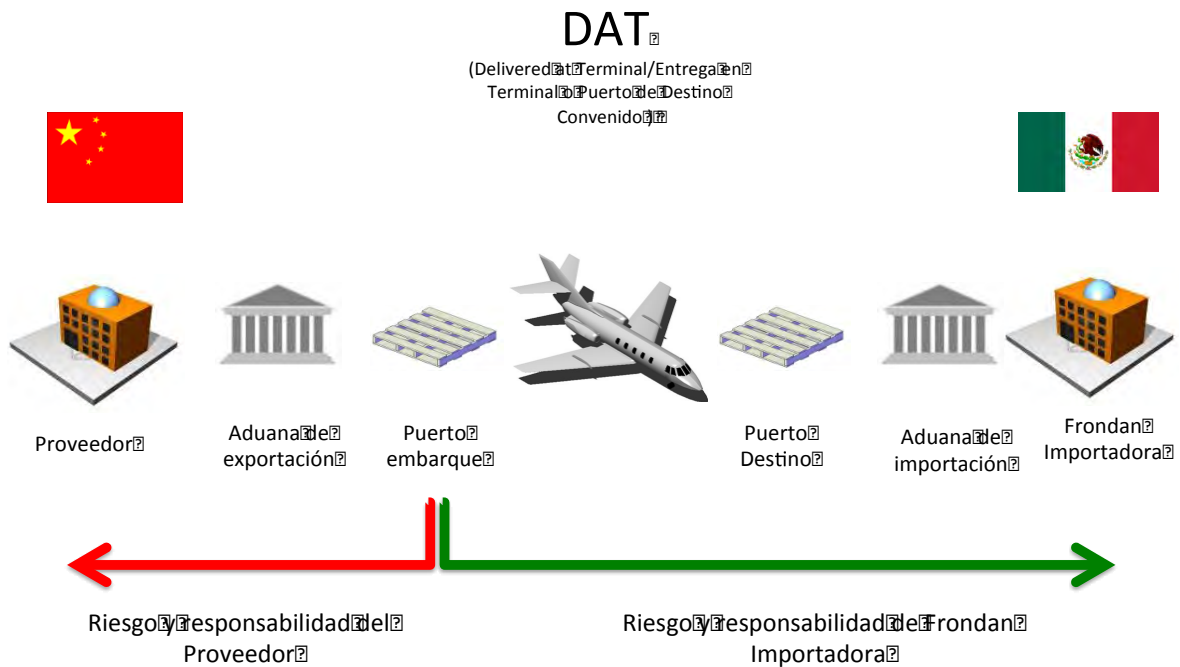 DAT
(Delivered at Terminal/Entrega en
Terminal o Puerto de Destino
Convenido )
Proveedor
Aduana de
exportación
Puerto
embarque
Puerto
Destino
Aduana de
importación
Frondan
Importadora
Riesgo y responsabilidad del
Proveedor
Riesgo y responsabilidad de Frondan
Importadora